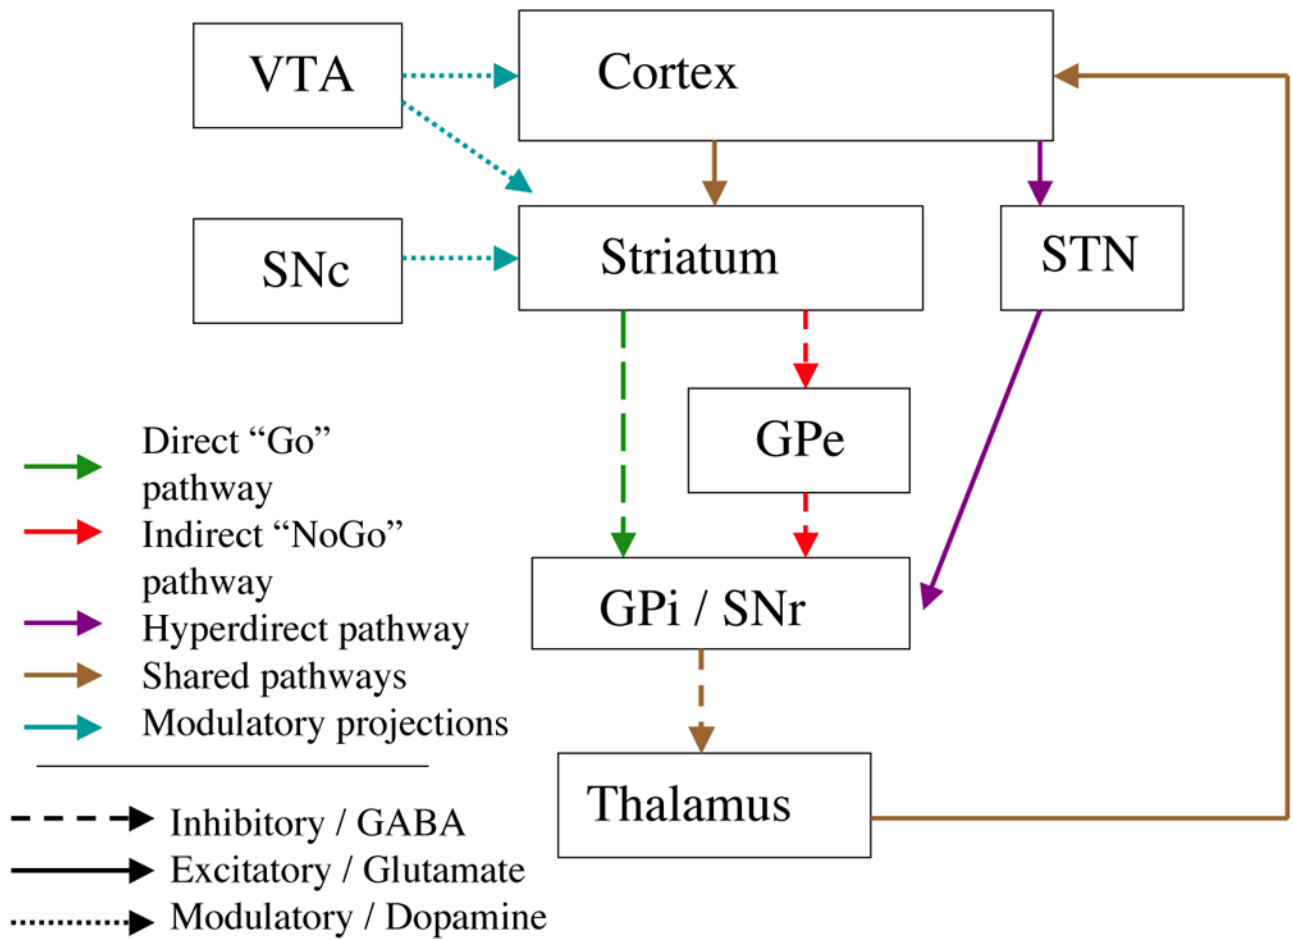 VTA
Cortex
SNc
Striatum
STN
GPe
GPi / SNr
Thalamus
Direct “Go”
pathway
Indirect “NoGo”
pathway
Hyperdirect pathway
Shared pathways
Modulatory projections
Inhibitory / GABA
Excitatory / Glutamate
Modulatory / Dopamine